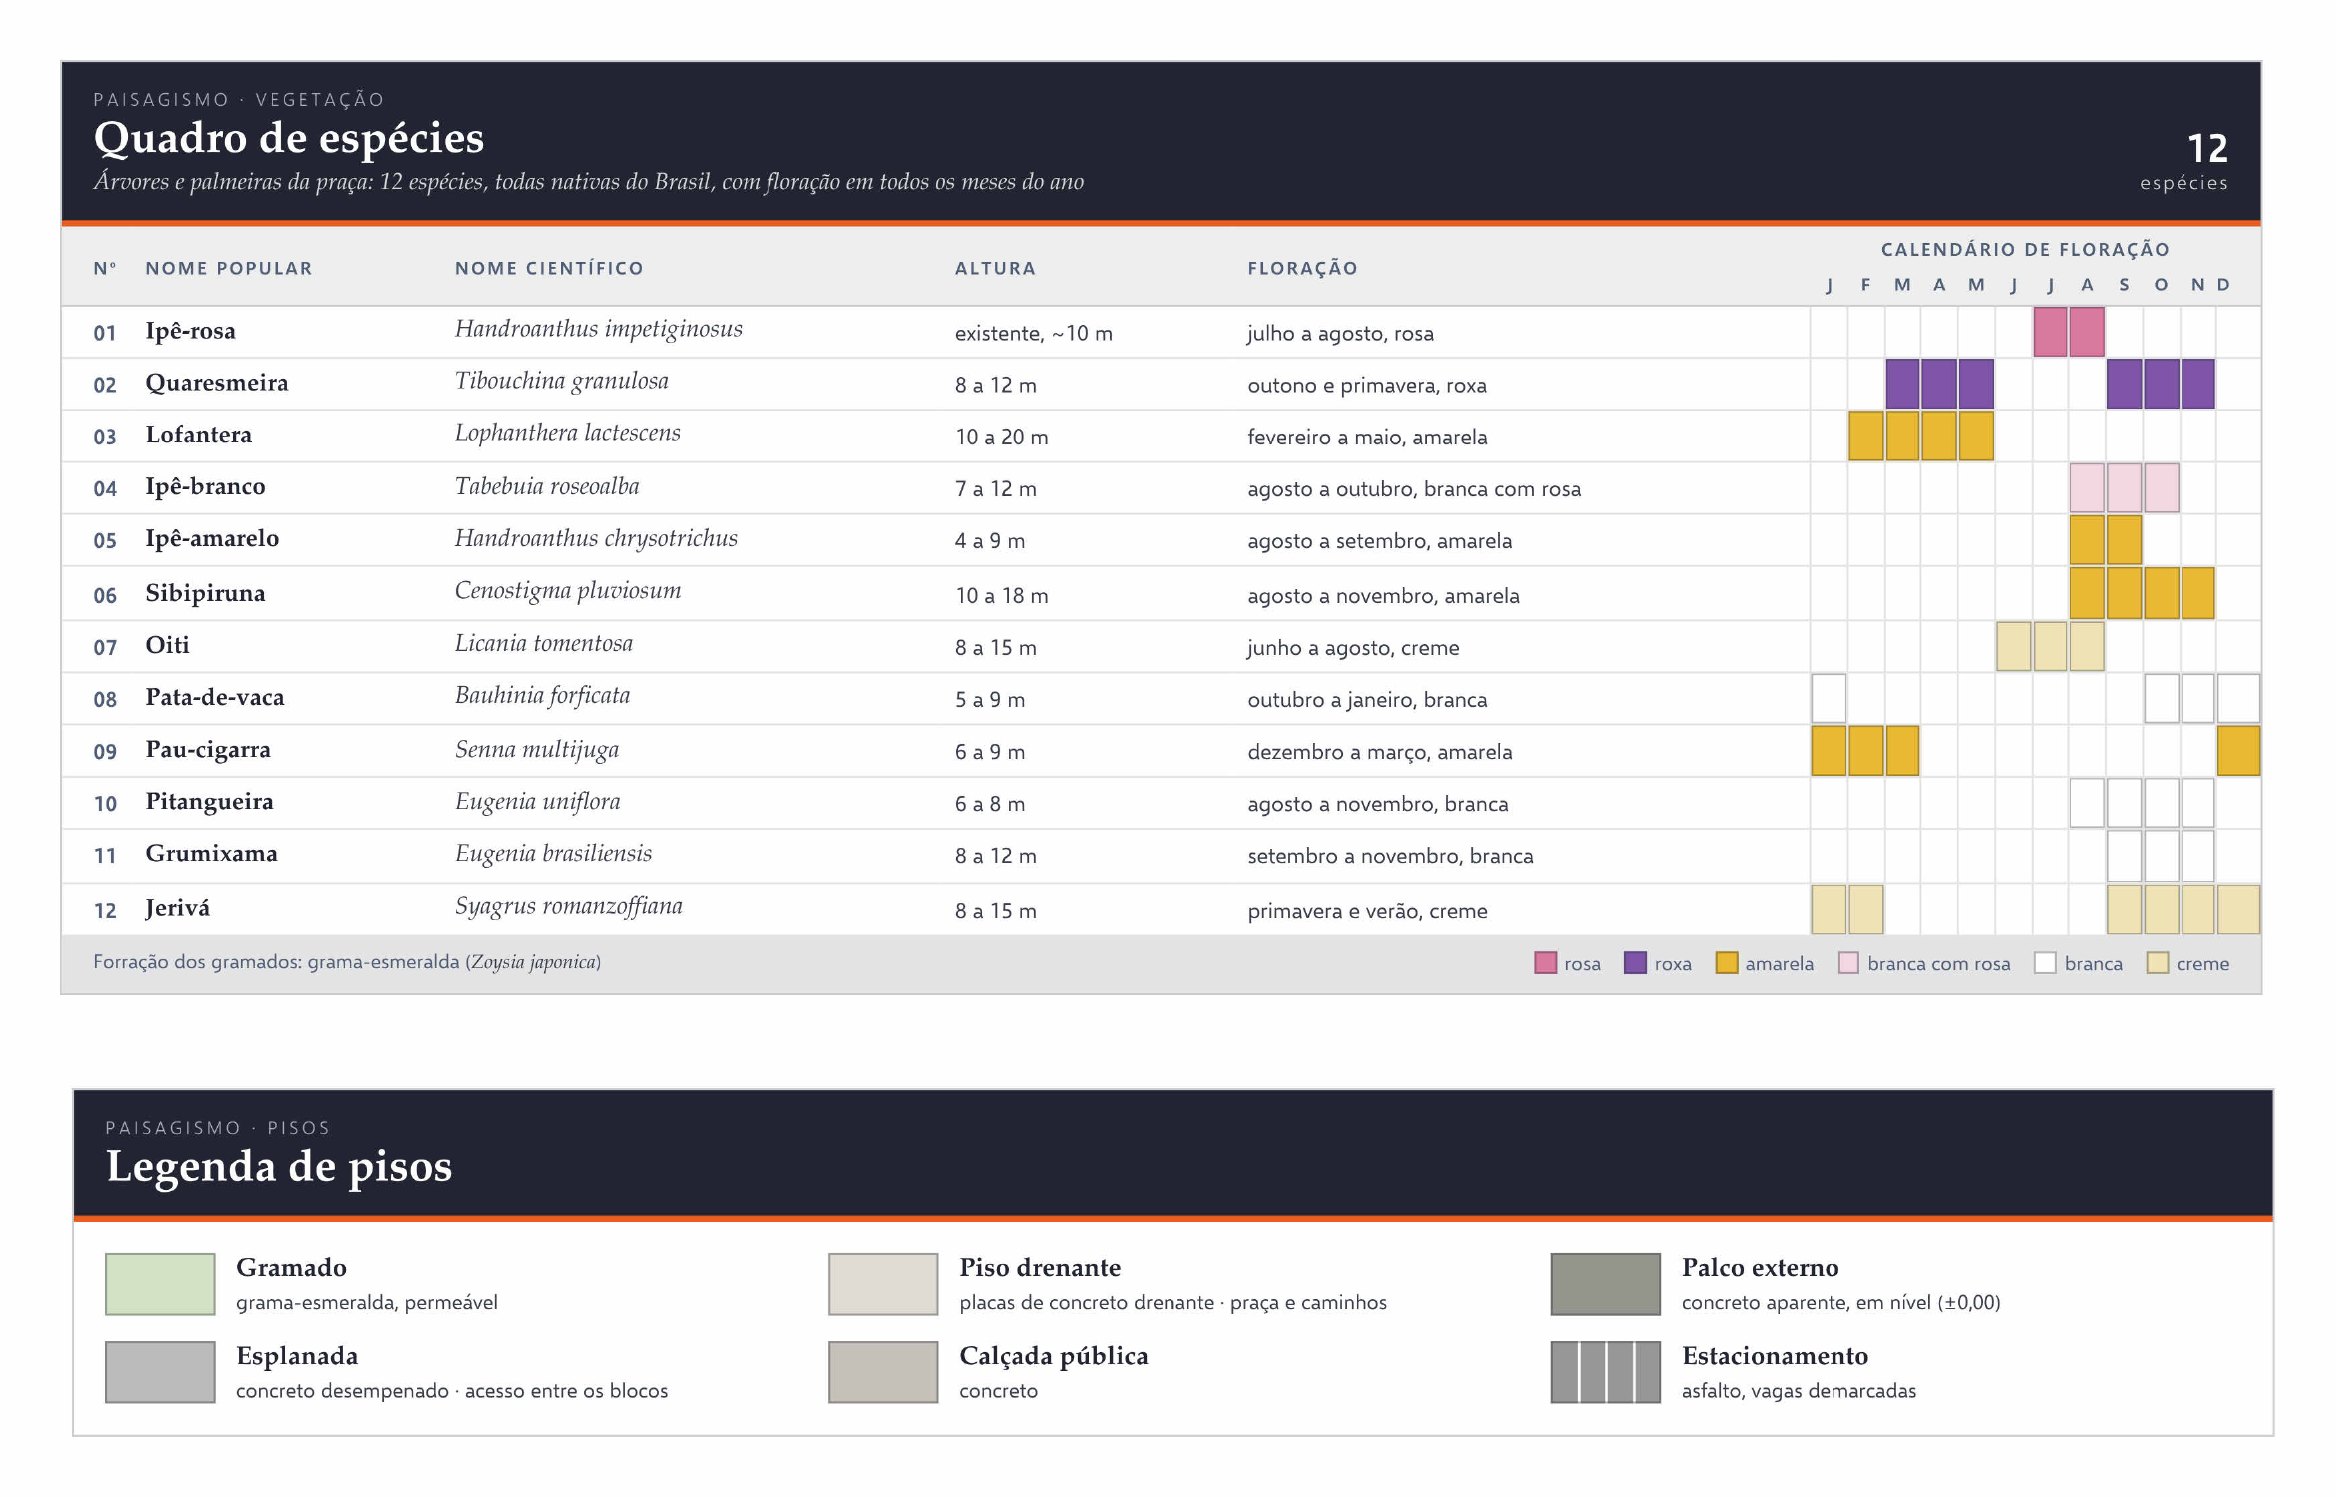 PAISAGISMO · VEGETAÇÃO
Quadro de espécies
Árvores e palmeiras da praça: 12 espécies, todas nativas do Brasil, com floração em todos os meses do ano
12
espécies
Nº NOME POPULAR NOME CIENTÍFICO ALTURA FLORAÇÃO CALENDÁRIO DE FLORAÇÃO
J F M A M J J A S O N D
01 Ipê-rosa Handroanthus impetiginosus existente, ~10 m julho a agosto, rosa
02 Quaresmeira Tibouchina granulosa 8 a 12 m outono e primavera, roxa
03 Lofantera Lophanthera lactescens 10 a 20 m fevereiro a maio, amarela
04 Ipê-branco Tabebuia roseoalba 7 a 12 m agosto a outubro, branca com rosa
05 Ipê-amarelo Handroanthus chrysotrichus 4 a 9 m agosto a setembro, amarela
06 Sibipiruna Cenostigma pluviosum 10 a 18 m agosto a novembro, amarela
07 Oiti Licania tomentosa 8 a 15 m junho a agosto, creme
08 Pata-de-vaca Bauhinia forficata 5 a 9 m outubro a janeiro, branca
09 Pau-cigarra Senna multijuga 6 a 9 m dezembro a março, amarela
10 Pitangueira Eugenia uniflora 6 a 8 m agosto a novembro, branca
11 Grumixama Eugenia brasiliensis 8 a 12 m setembro a novembro, branca
12 Jerivá Syagrus romanzoffiana 8 a 15 m primavera e verão, creme
Forração dos gramados: grama-esmeralda (Zoysia japonica) rosa roxa amarela branca com rosa branca creme
PAISAGISMO · PISOS
Legenda de pisos
Gramado
grama-esmeralda, permeável
Piso drenante
placas de concreto drenante · praça e caminhos
Palco externo
concreto aparente, em nível (±0,00)
Esplanada
concreto desempenado · acesso entre os blocos
Calçada pública
concreto
Estacionamento
asfalto, vagas demarcadas